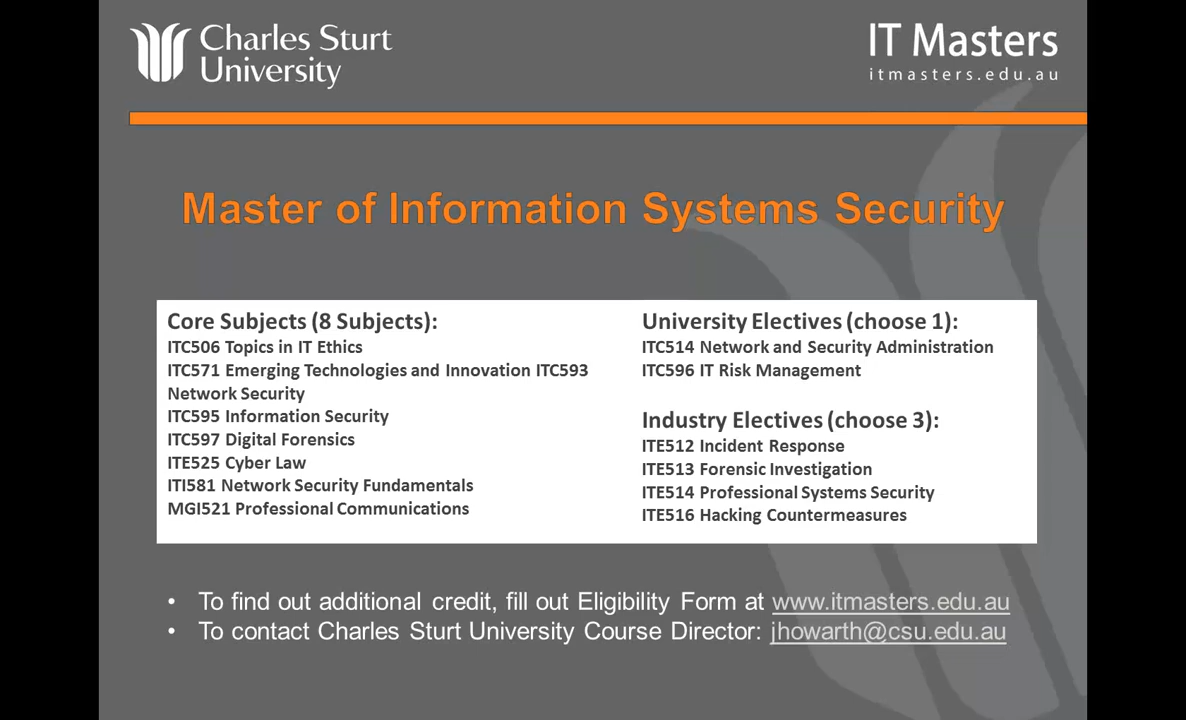 Charles Sturt
University
IT Masters
itmasters.edu.au
Master of Information Systems Security
Core Subjects (8 Subjects):
ITC506 Topics in IT Ethics
ITC571 Emerging Technologies and Innovation ITC593
Network Security
ITC595 Information Security
ITC597 Digital Forensics
ITE525 Cyber Law
ITI581 Network Security Fundamentals
MGI521 Professional Communications
University Electives (choose 1):
ITC514 Network and Security Administration
ITC596 IT Risk Management
Industry Electives (choose 3):
ITE512 Incident Response
ITE513 Forensic Investigation
ITE514 Professional Systems Security
ITE516 Hacking Countermeasures
• To find out additional credit, fill out Eligibility Form at www.itmasters.edu.au
• To contact Charles Sturt University Course Director: jhowarth@csu.edu.au